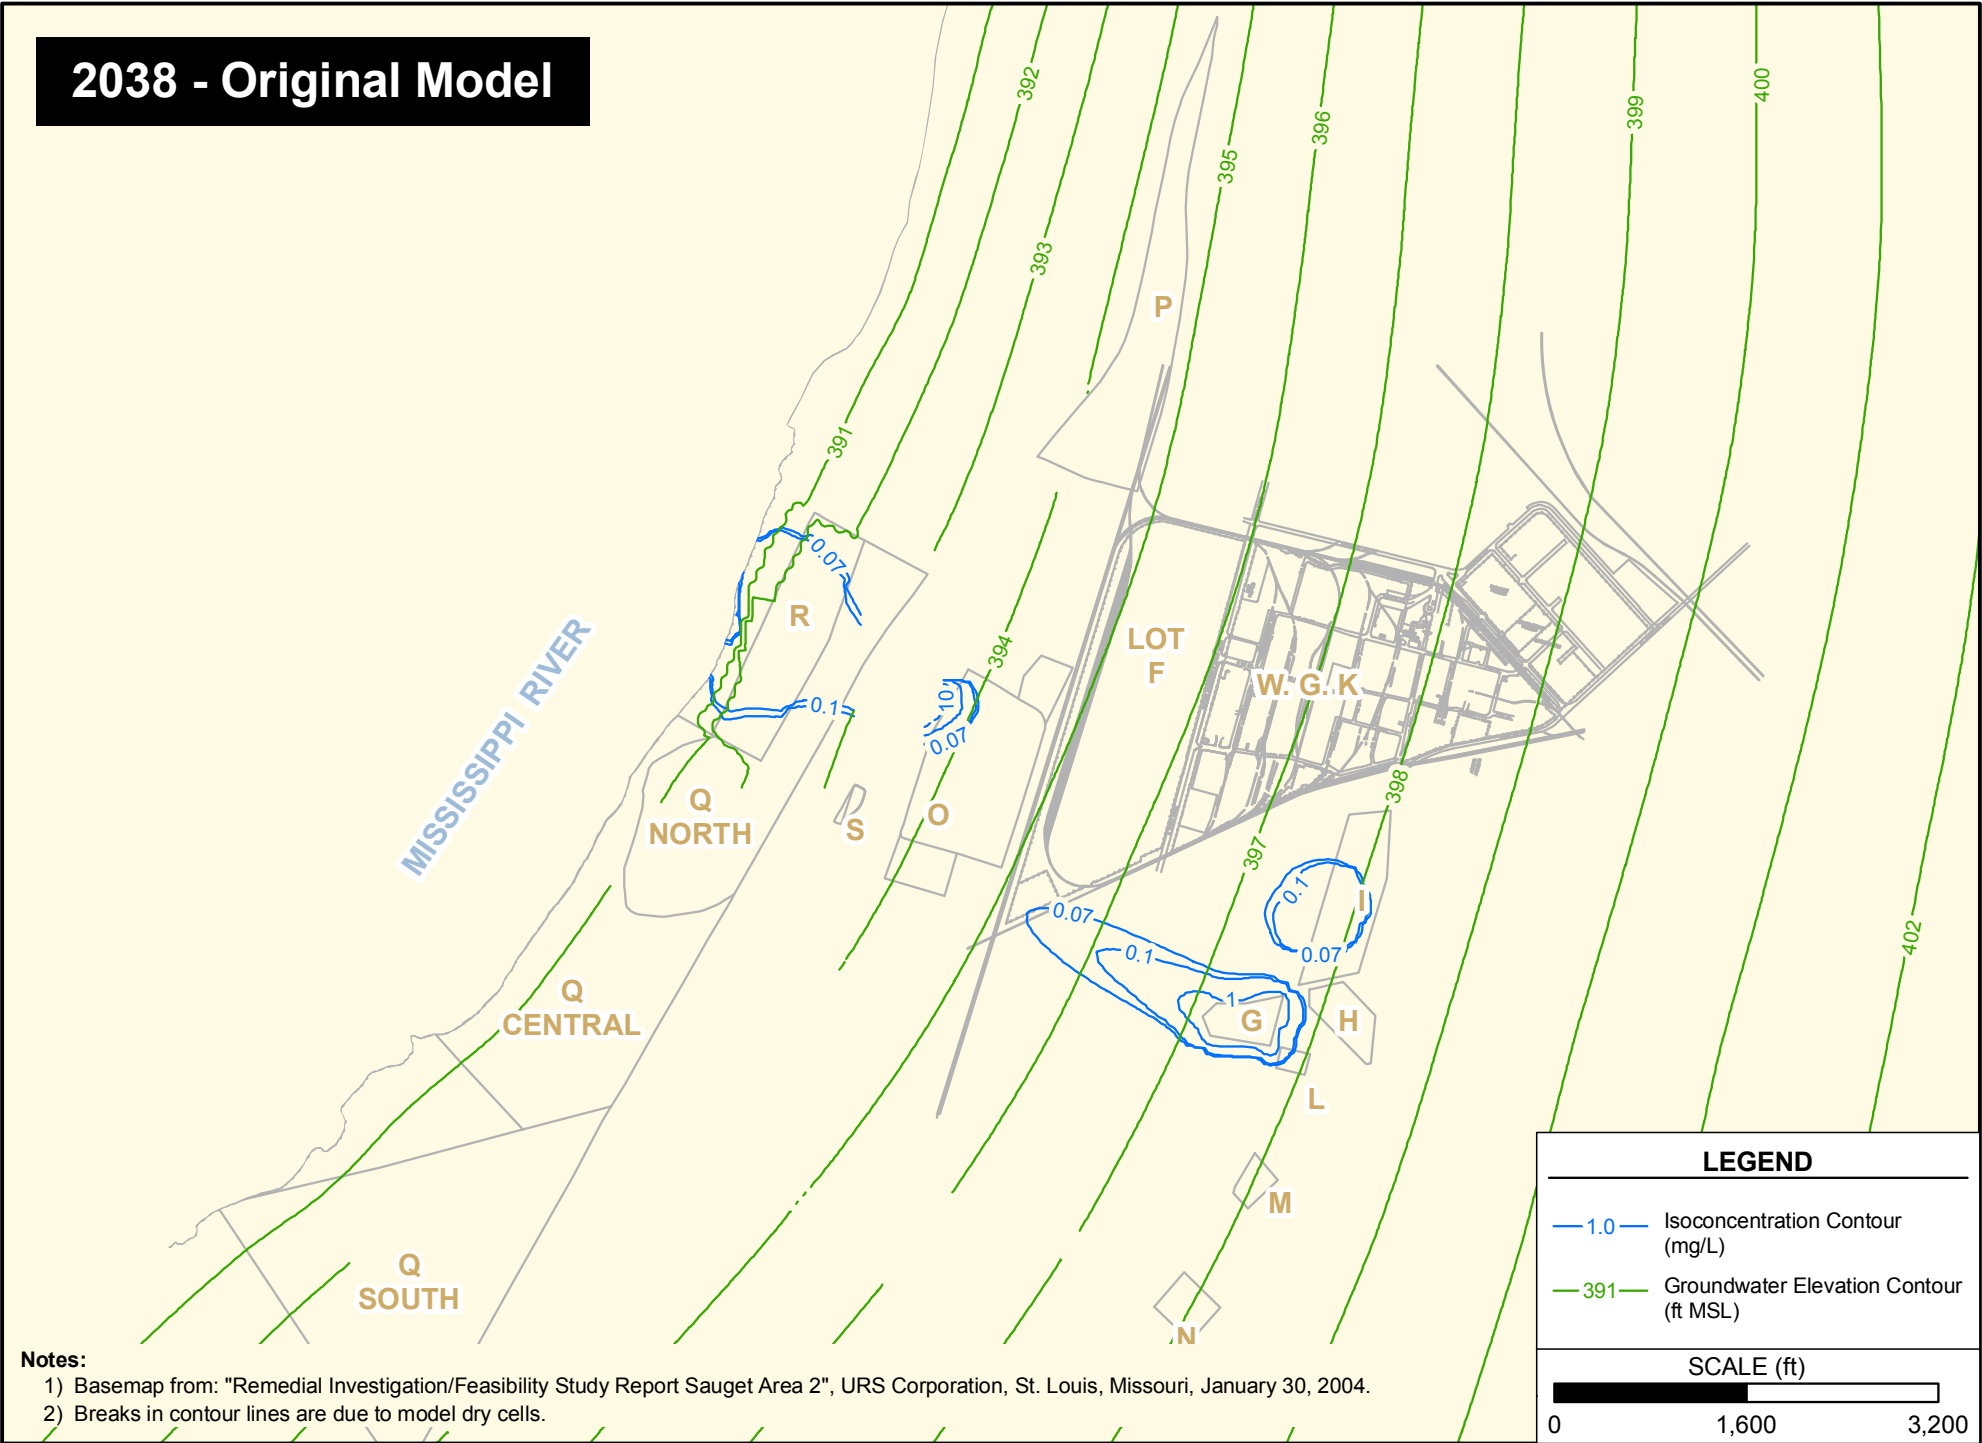 2038 - Original Model
392
400
399
396
395
393
P
391
0.07
R
LOT
F
394
W. G. K
10
0.1
0.07
MISSISSIPPI RIVER
398
Q
NORTH
S
O
397
0.1
I
0.07
0.07
0.1
402
Q
CENTRAL
1
G
H
L
M
Q
SOUTH
N
LEGEND
1.0
Isoconcentration Contour
(mg/L)
391
Groundwater Elevation Contour
(ft MSL)
SCALE (ft)
0 1,600 3,200
Notes:
1) Basemap from: "Remedial Investigation/Feasibility Study Report Sauget Area 2", URS Corporation, St. Louis, Missouri, January 30, 2004.
2) Breaks in contour lines are due to model dry cells.